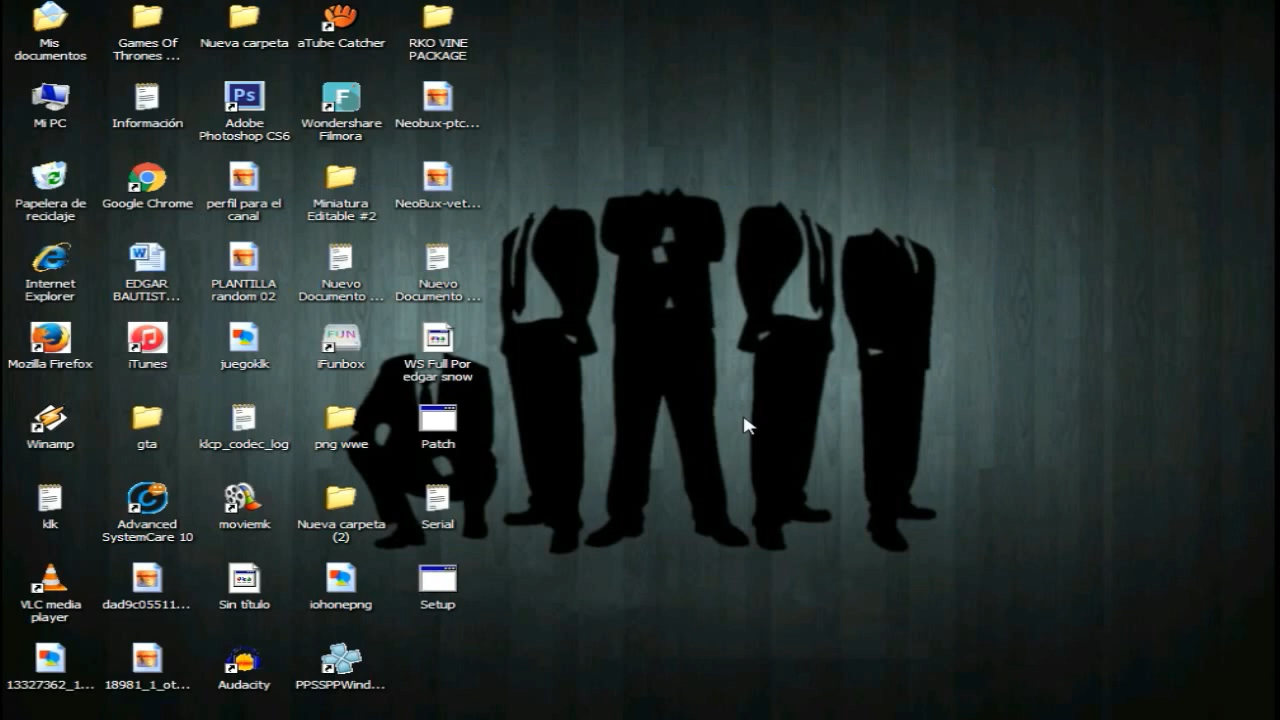 Mis
documentos
Games Of
Thrones ...
Nueva carpeta
aTube Catcher
RKO VINE
PACKAGE
Mi PC
Información
Ps
Adobe
Photoshop CS6
F
Wondershare
Filmora
Neobux-ptc...
Papelera de
reciclaje
Google Chrome
perfil para el
canal
Miniatura
Editable #2
NeoBux-vet...
Internet
Explorer
W
EDGAR
BAUTIST...
PLANTILLA
random 02
Nuevo
Documento ...
Nuevo
Documento ...
Mozilla Firefox
iTunes
juegoklk
FUN
iFunbox
WS Full Por
edgar snow
Winamp
gta
klcp_codec_log
png wwe
Patch
klk
Advanced
SystemCare 10
moviemk
Nueva carpeta
(2)
Serial
VLC media
player
dad9c05511...
Sin título
iohonepng
Setup
13327362_1...
18981_1_ot...
Audacity
PPSSPPWind...